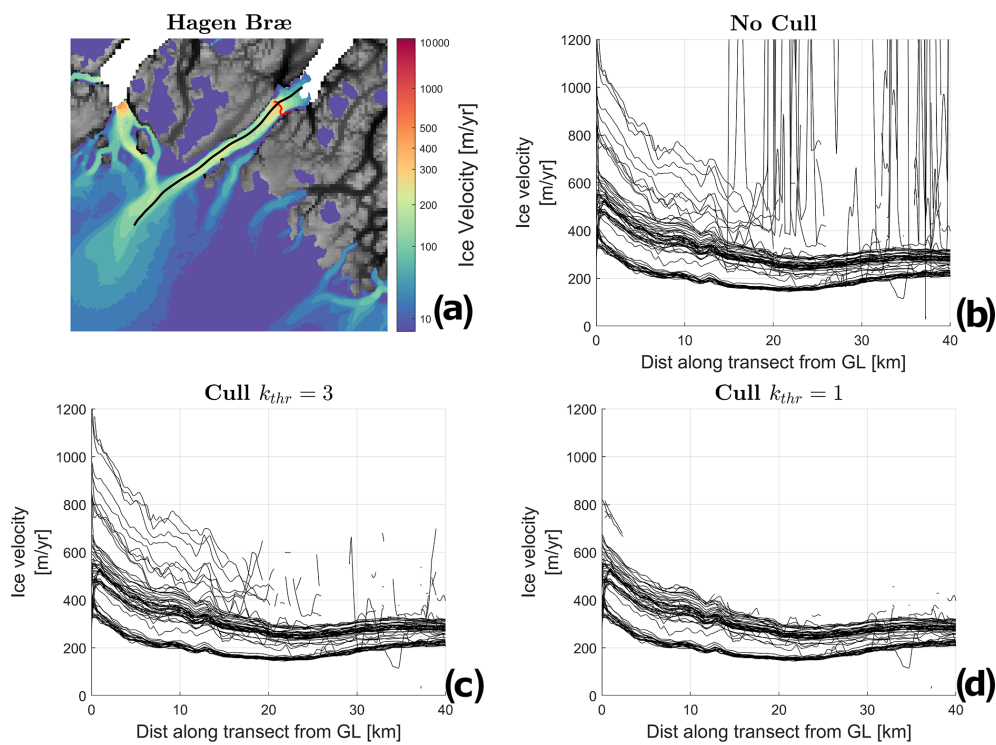 Hagen Bræ
10000
1000
500
400
300
200
100
10
Ice Velocity [m/yr]
(a)
No Cull
1200
1000
800
600
400
200
0
Ice velocity
[m/yr]
0 10 20 30 40
Dist along transect from GL [km]
(b)
Cull k_thr = 3
1200
1000
800
600
400
200
0
Ice velocity
[m/yr]
0 10 20 30 40
Dist along transect from GL [km]
(c)
Cull k_thr = 1
1200
1000
800
600
400
200
0
Ice velocity
[m/yr]
0 10 20 30 40
Dist along transect from GL [km]
(d)